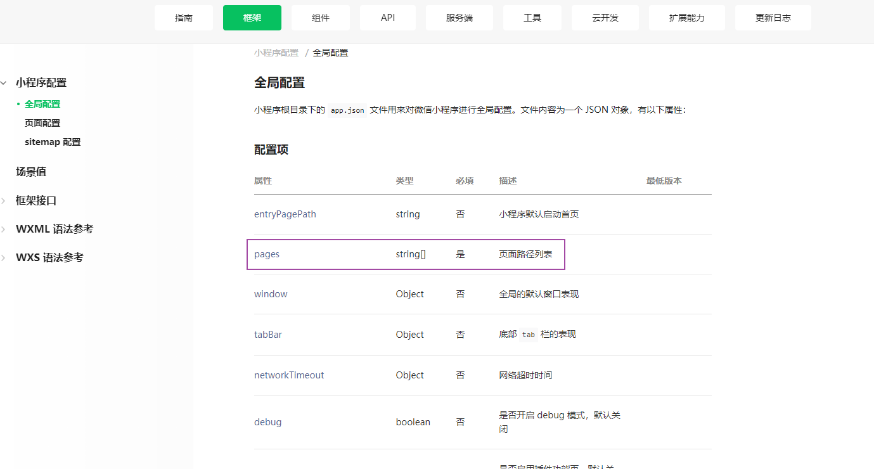 指南 框架 组件 API 服务端 工具 云开发 扩展能力 更新日志
小程序配置 / 全局配置
小程序配置
全局配置
页面配置
sitemap 配置
场景值
框架接口
WXML 语法参考
WXS 语法参考
全局配置
小程序根目录下的 app.json 文件用来对微信小程序进行全局配置。文件内容为一个 JSON 对象，有以下属性：
配置项
属性 类型 必填 描述 最低版本
entryPagePath string 否 小程序默认启动首页
pages string[] 是 页面路径列表
window Object 否 全局的默认窗口表现
tabBar Object 否 底部 tab 栏的表现
networkTimeout Object 否 网络超时时间
debug boolean 否 是否开启 debug 模式，默认关
闭